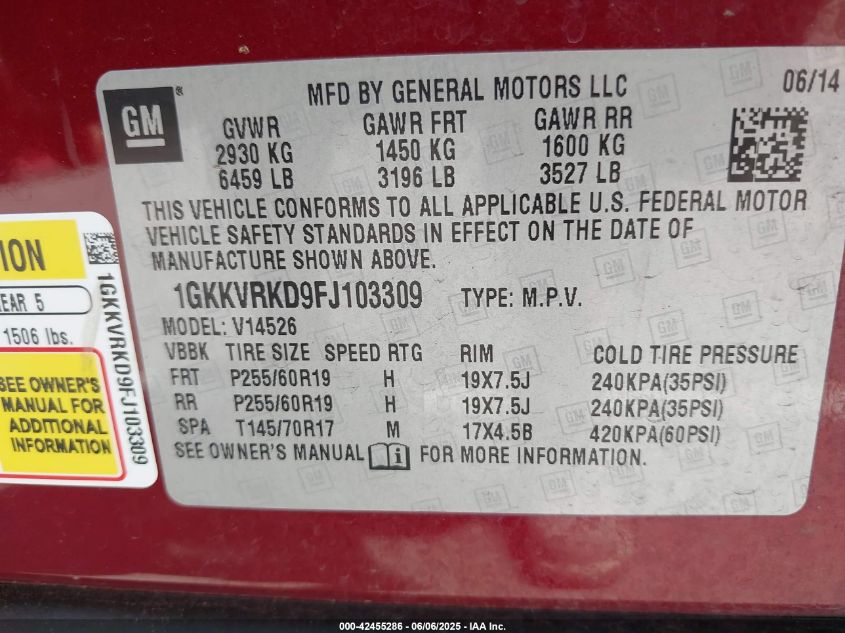 MFD BY GENERAL MOTORS LLC 06/14
GM ®
GVWR GAWR FRT GAWR RR
2930 KG 1450 KG 1600 KG
6459 LB 3196 LB 3527 LB
THIS VEHICLE CONFORMS TO ALL APPLICABLE U.S. FEDERAL MOTOR
VEHICLE SAFETY STANDARDS IN EFFECT ON THE DATE OF
MANUFACTURE SHOWN ABOVE.
1GKKVRKD9FJ103309 TYPE: M.P.V.
MODEL: V14526
VBBK TIRE SIZE SPEED RTG RIM COLD TIRE PRESSURE
FRT P255/60R19 H 19X7.5J 240KPA(35PSI)
RR P255/60R19 H 19X7.5J 240KPA(35PSI)
SPA T145/70R17 M 17X4.5B 420KPA(60PSI)
SEE OWNER'S MANUAL i FOR MORE INFORMATION.
5
1506 lbs.
SEE OWNER'S
MANUAL FOR
ADDITIONAL
INFORMATION
1GKKVRKD9FJ103309
000-42455286 - 06/06/2025 - IAA Inc.